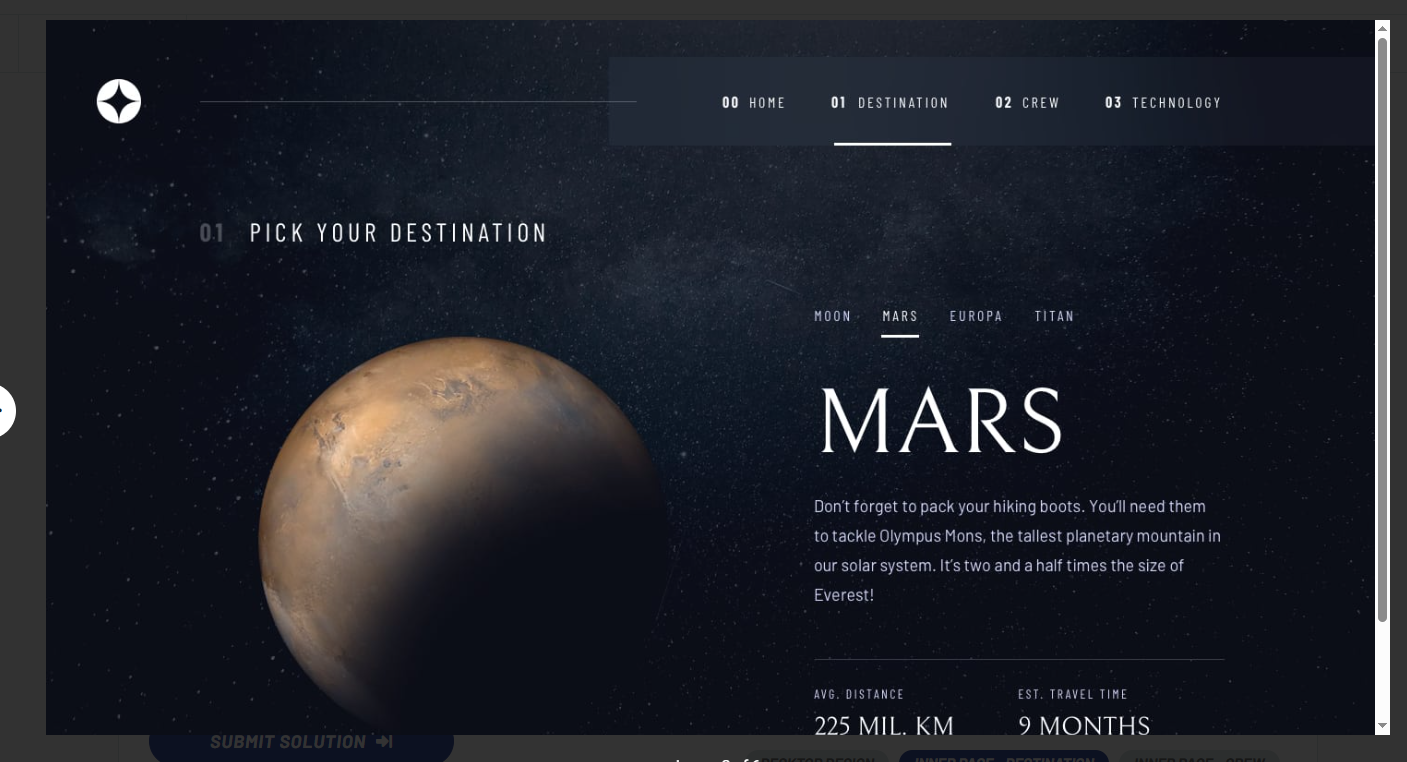 00 HOME
01 DESTINATION
02 CREW
03 TECHNOLOGY
01 PICK YOUR DESTINATION
MOON MARS EUROPA TITAN
MARS
Don’t forget to pack your hiking boots. You’ll need them
to tackle Olympus Mons, the tallest planetary mountain in
our solar system. It’s two and a half times the size of
Everest!
AVG. DISTANCE
225 MIL. KM
EST. TRAVEL TIME
9 MONTHS
SUBMIT SOLUTION